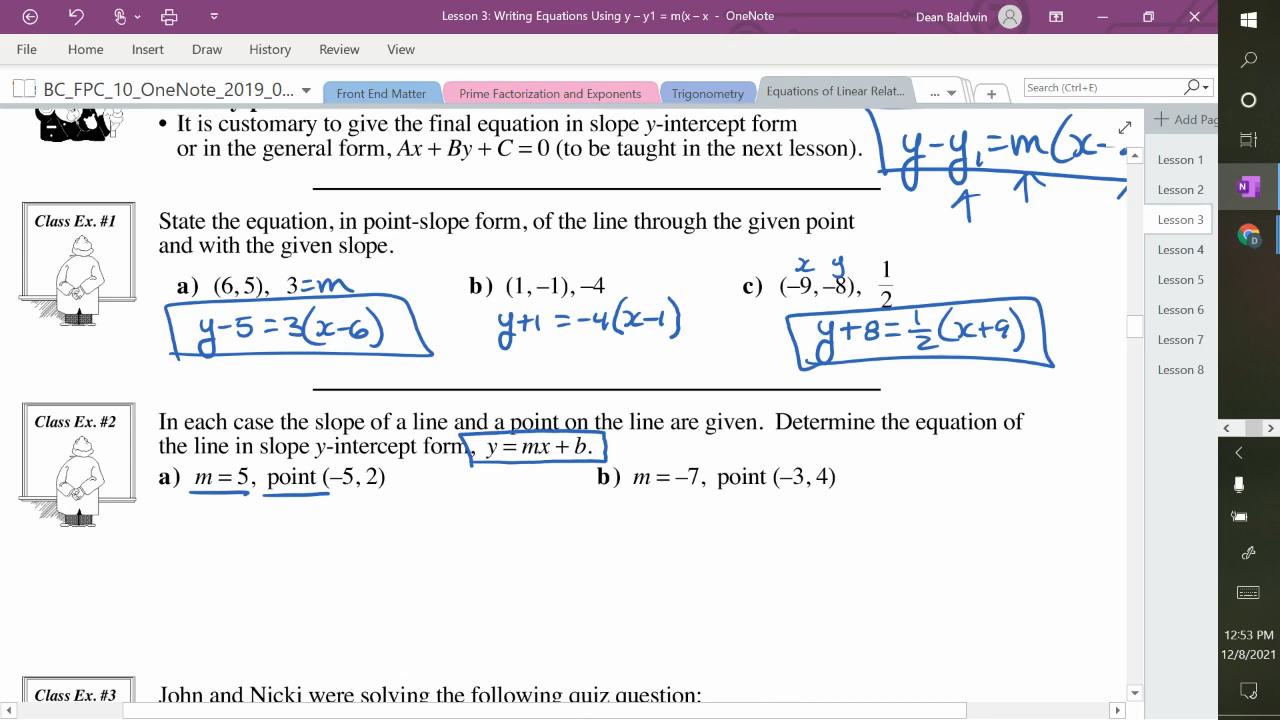 Lesson 3: Writing Equations Using y – y1 = m(x – x - OneNote
Dean Baldwin
File Home Insert Draw History Review View
BC_FPC_10_OneNote_2019_0...
Front End Matter
Prime Factorization and Exponents
Trigonometry
Equations of Linear Relat...
...
Search (Ctrl+E)
• It is customary to give the final equation in slope y-intercept form
or in the general form, Ax + By + C = 0 (to be taught in the next lesson).
y-y₁=m(x-
Add Pag
Lesson 1
Lesson 2
Lesson 3
Lesson 4
Lesson 5
Lesson 6
Lesson 7
Lesson 8
Class Ex. #1
State the equation, in point-slope form, of the line through the given point
and with the given slope.
x y
a) (6, 5), 3 =m b) (1, –1), –4 c) (–9, –8), 1/2
y-5=3(x-6) y+1=-4(x-1) y+8=1/2(x+9)
Class Ex. #2
In each case the slope of a line and a point on the line are given. Determine the equation of
the line in slope y-intercept form, y = mx + b.
a) m = 5, point (–5, 2) b) m = –7, point (–3, 4)
Class Ex. #3
John and Nicki were solving the following quiz question:
12:53 PM
12/8/2021